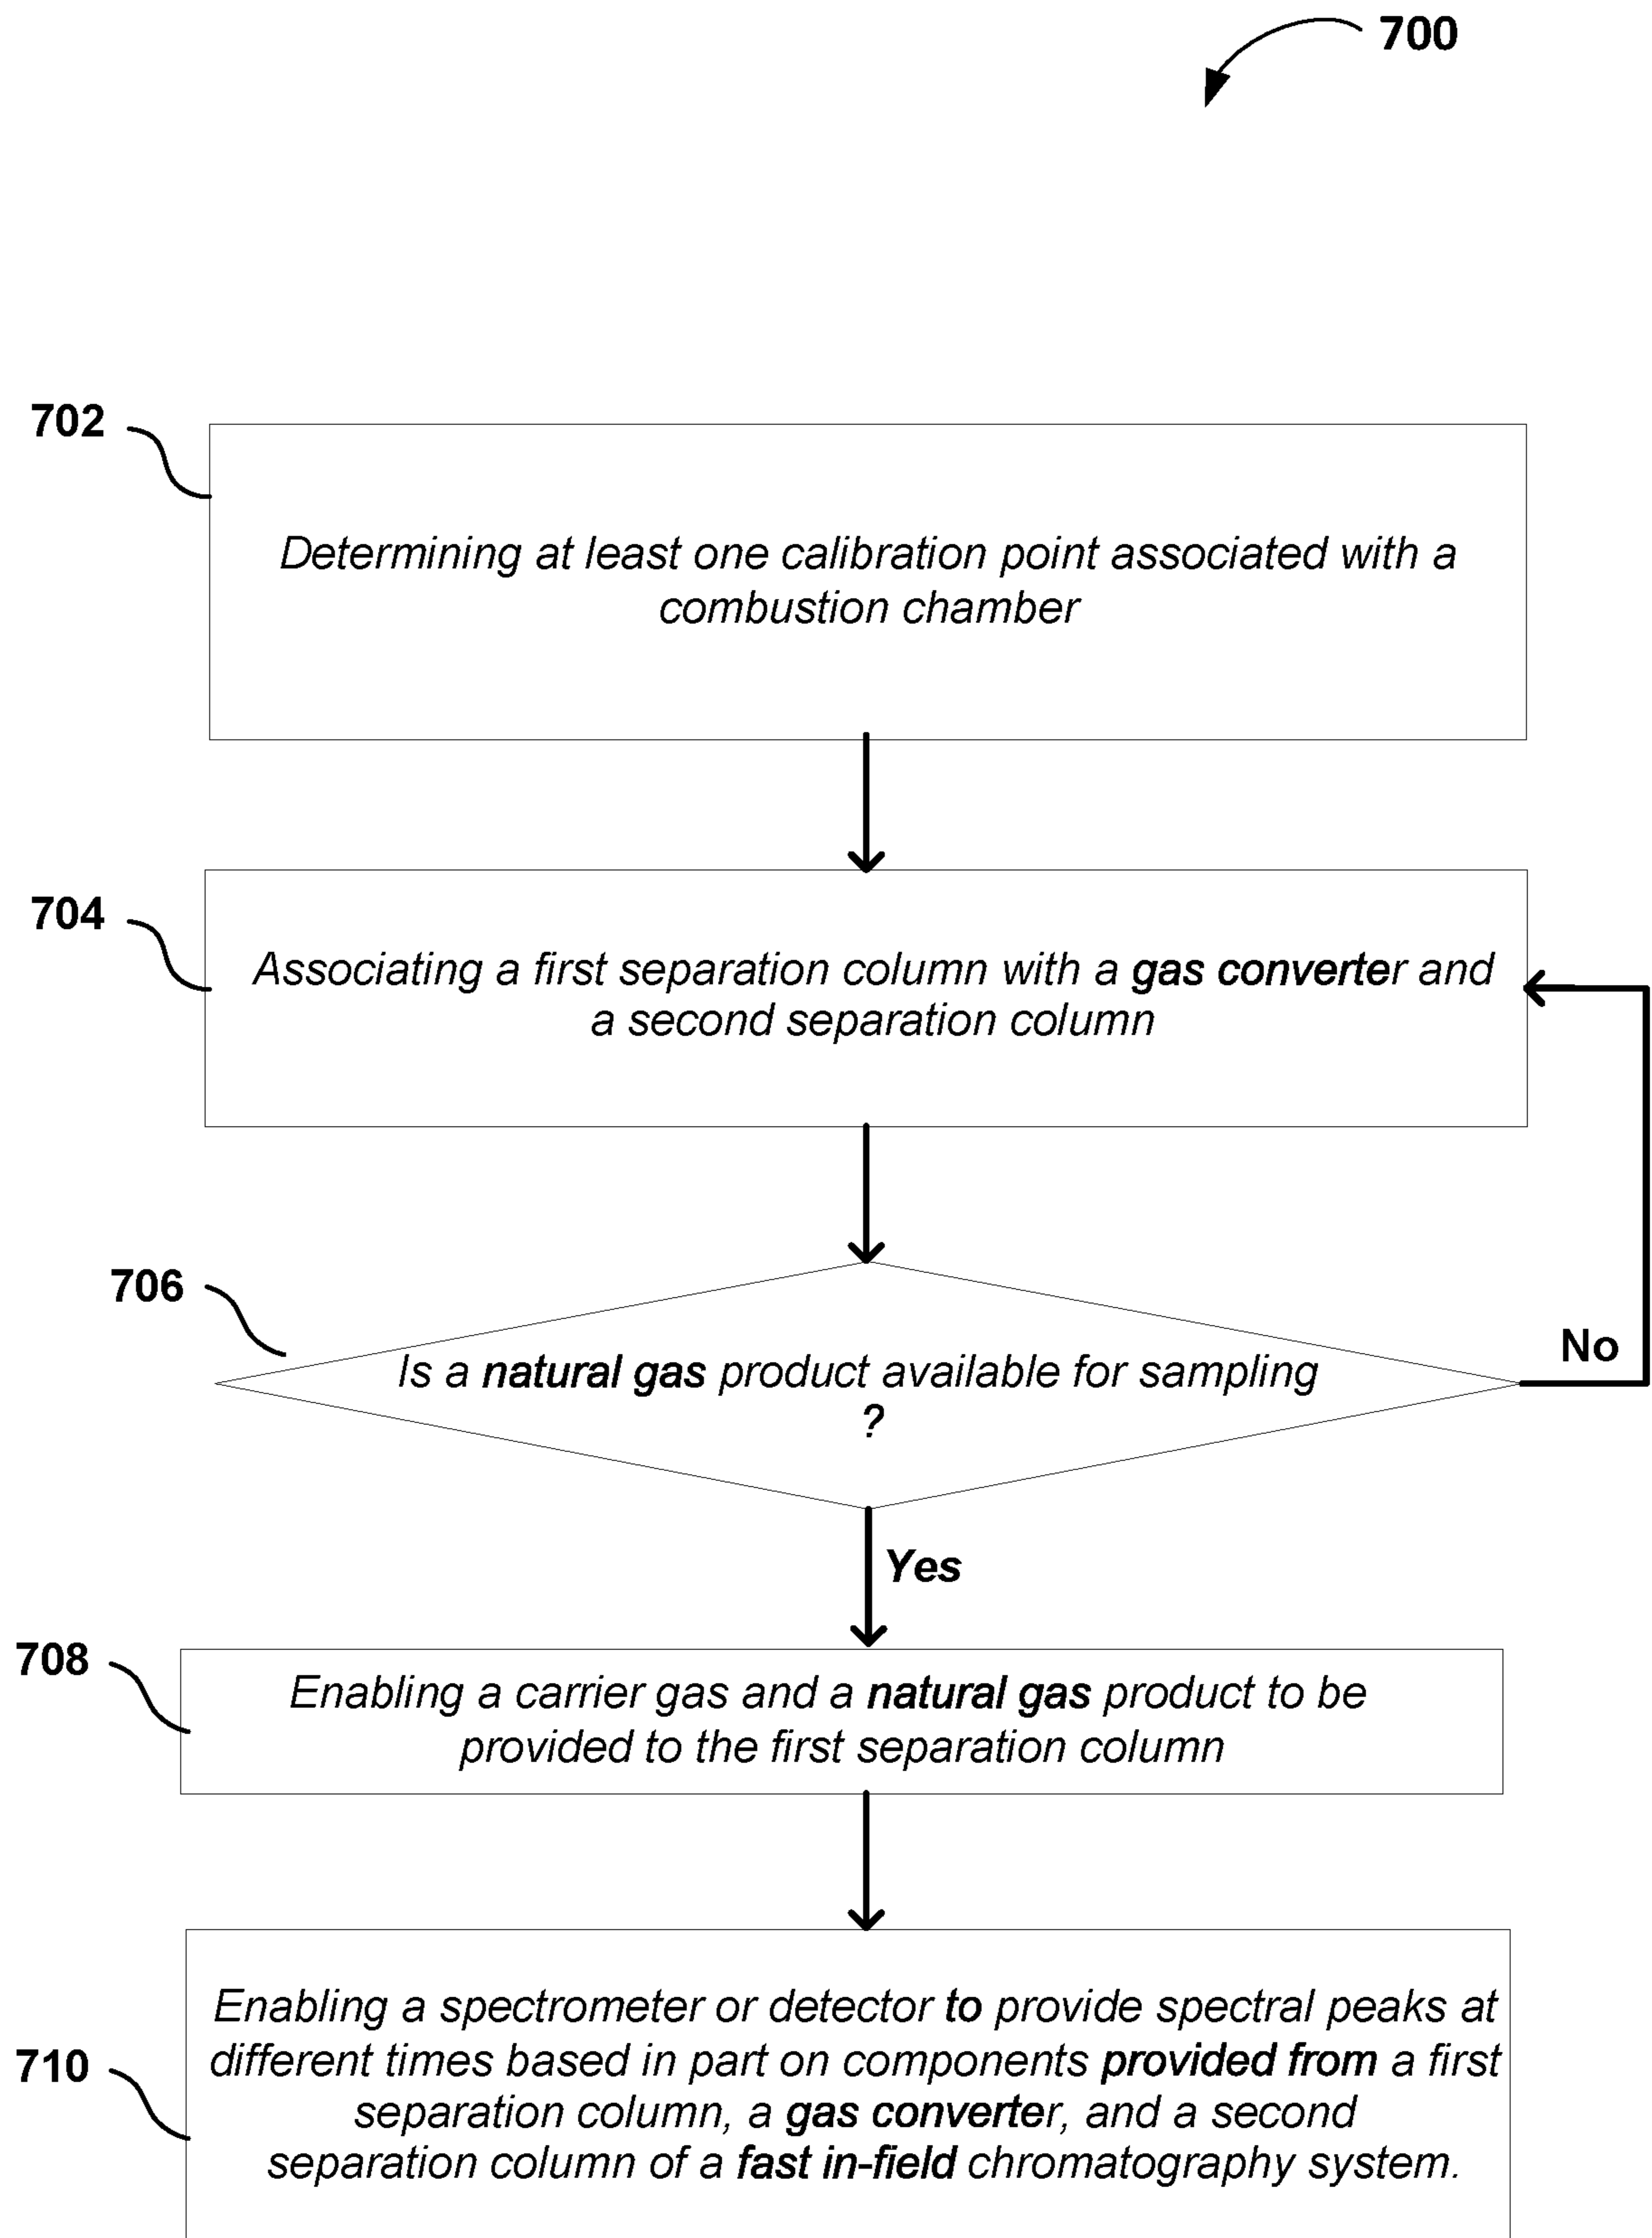 700
702
Determining at least one calibration point associated with a
combustion chamber
704
Associating a first separation column with a gas converter and
a second separation column
706
Is a natural gas product available for sampling
?
No
Yes
708
Enabling a carrier gas and a natural gas product to be
provided to the first separation column
710
Enabling a spectrometer or detector to provide spectral peaks at
different times based in part on components provided from a first
separation column, a gas converter, and a second
separation column of a fast in-field chromatography system.